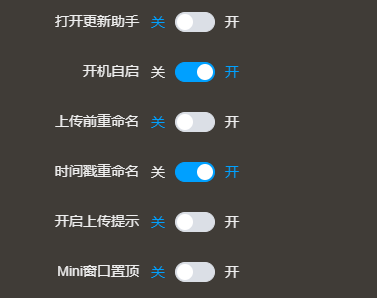 打开更新助手 关 开
开机自启 关 开
上传前重命名 关 开
时间戳重命名 关 开
开启上传提示 关 开
Mini窗口置顶 关 开